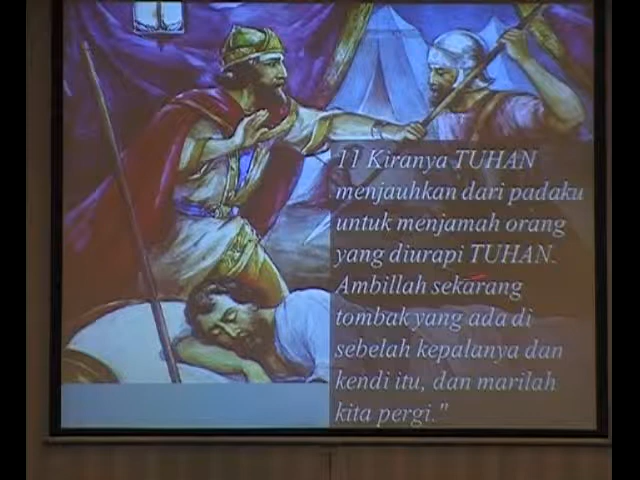 11 Kiranya TUHAN
menjauhkan dari padaku
untuk menjamah orang
yang diurapi TUHAN.
Ambillah sekarang
tombak yang ada di
sebelah kepalanya dan
kendi itu, dan marilah
kita pergi."